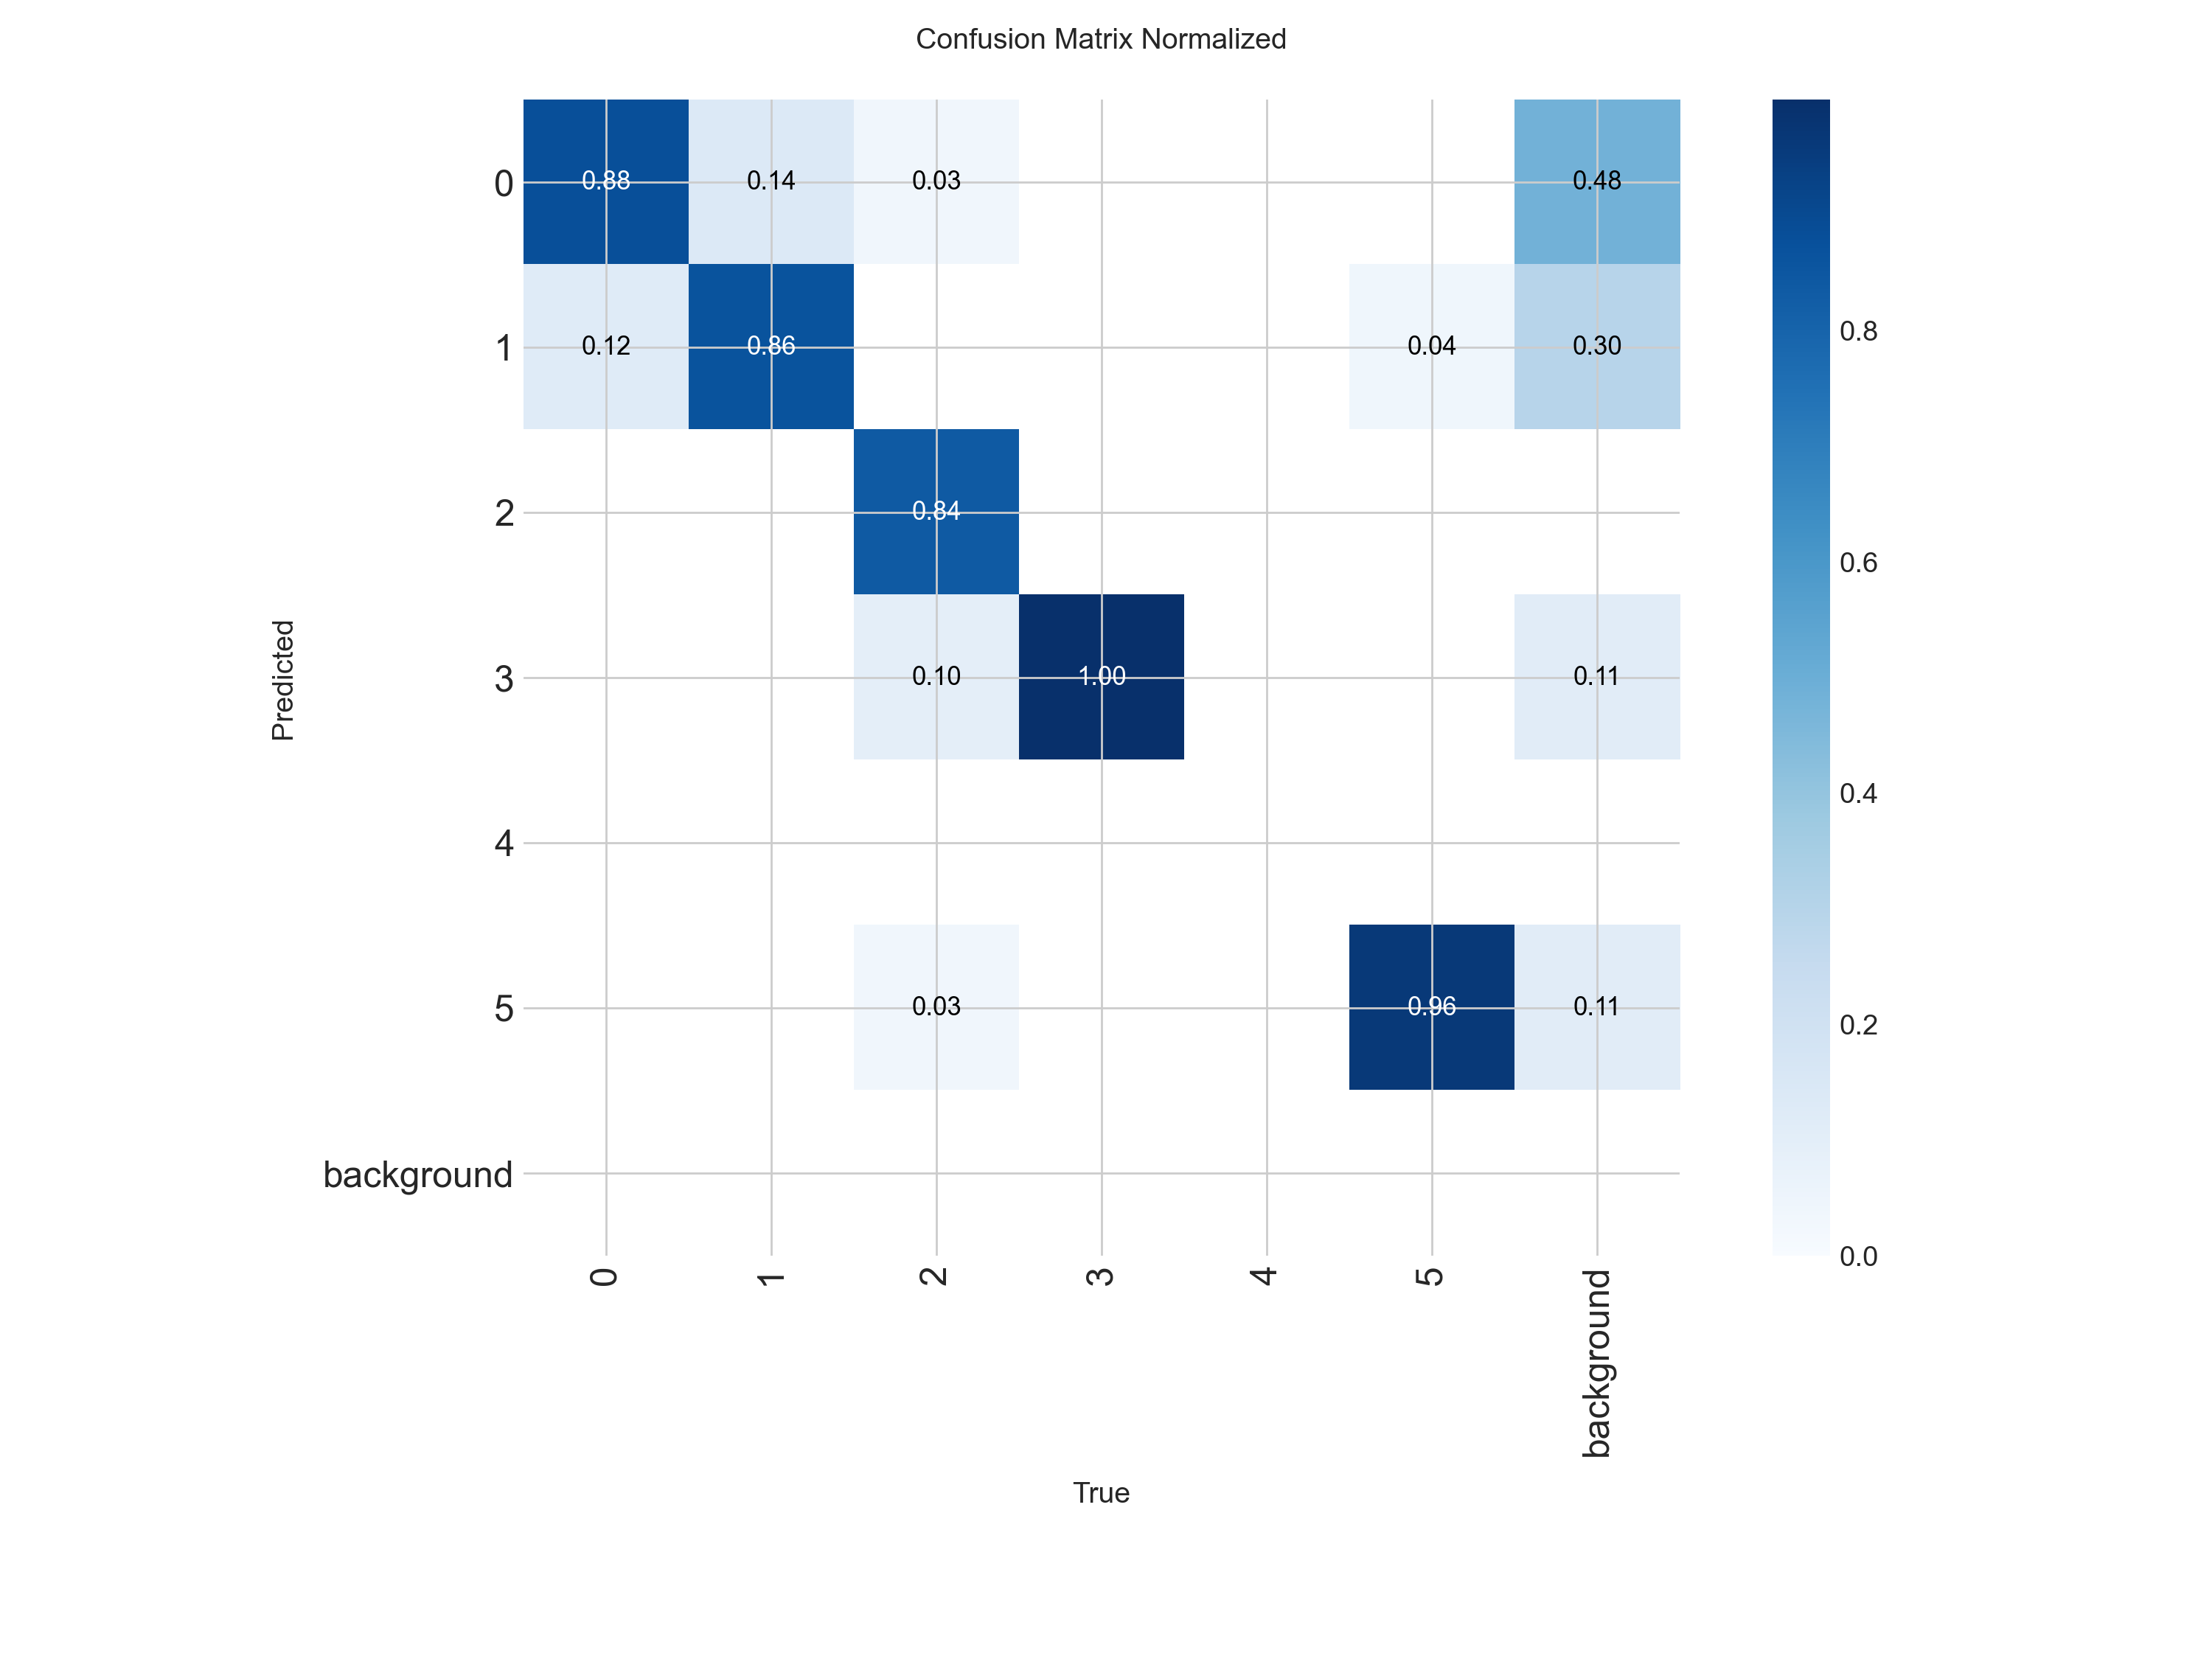 Confusion Matrix Normalized
0 0.88 0.14 0.03 0.48
1 0.12 0.86 0.04 0.30 0.8
2 0.84 0.6
Predicted
3 0.10 1.00 0.11
4 0.4
5 0.03 0.96 0.11 0.2
background
0.0
0 1 2 3 4 5 background
True